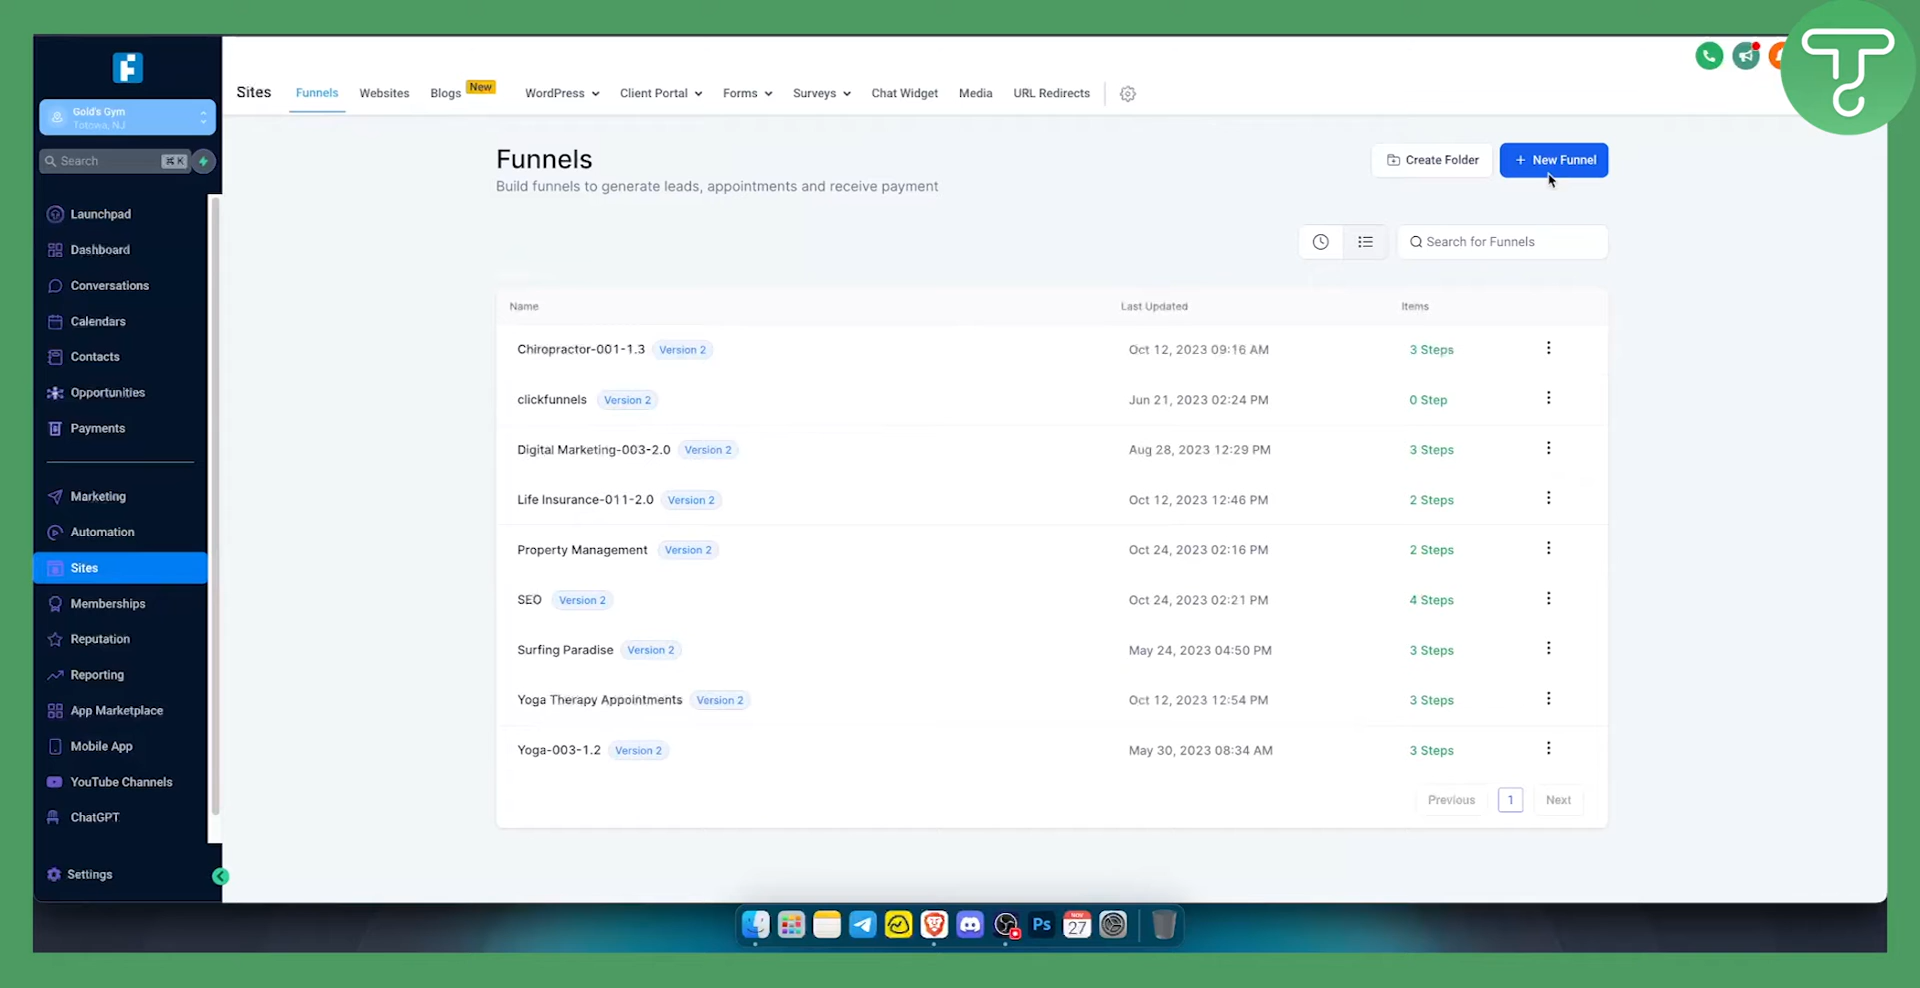 Gold's Gym
Totowa, NJ
Search ⌘ K
Launchpad
Dashboard
Conversations
Calendars
Contacts
Opportunities
Payments
Marketing
Automation
Sites
Memberships
Reputation
Reporting
App Marketplace
Mobile App
YouTube Channels
ChatGPT
Settings
Sites Funnels Websites Blogs New WordPress Client Portal Forms Surveys Chat Widget Media URL Redirects
Funnels
Build funnels to generate leads, appointments and receive payment
Create Folder + New Funnel
Search for Funnels
Name Last Updated Items
Chiropractor-001-1.3 Version 2 Oct 12, 2023 09:16 AM 3 Steps
clickfunnels Version 2 Jun 21, 2023 02:24 PM 0 Step
Digital Marketing-003-2.0 Version 2 Aug 28, 2023 12:29 PM 3 Steps
Life Insurance-011-2.0 Version 2 Oct 12, 2023 12:46 PM 2 Steps
Property Management Version 2 Oct 24, 2023 02:16 PM 2 Steps
SEO Version 2 Oct 24, 2023 02:21 PM 4 Steps
Surfing Paradise Version 2 May 24, 2023 04:50 PM 3 Steps
Yoga Therapy Appointments Version 2 Oct 12, 2023 12:54 PM 3 Steps
Yoga-003-1.2 Version 2 May 30, 2023 08:34 AM 3 Steps
Previous 1 Next
Ps NOV 27